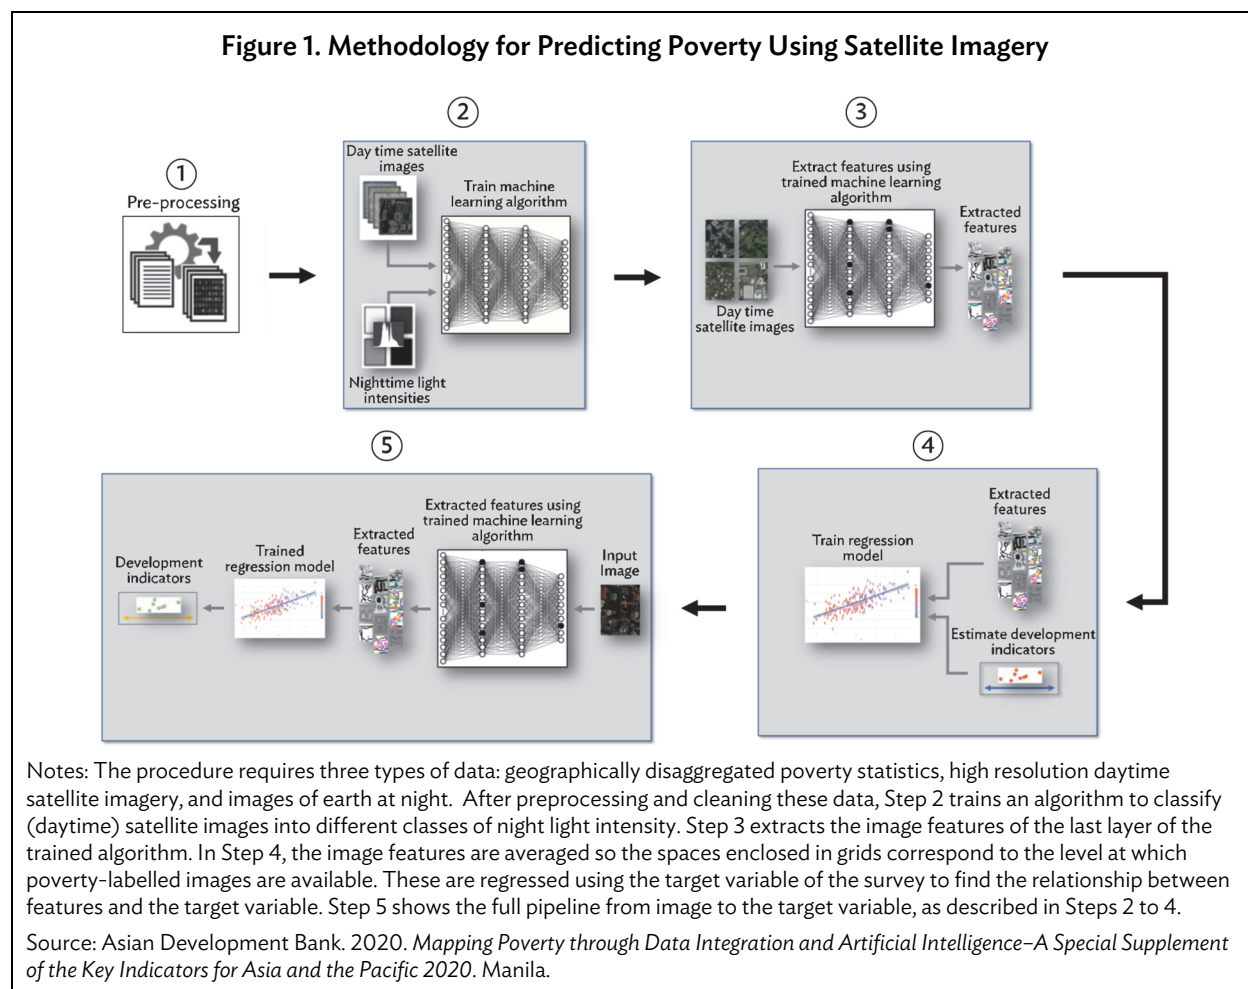 Figure 1. Methodology for Predicting Poverty Using Satellite Imagery
1
Pre-processing
2
Day time satellite
images
Train machine
learning algorithm
Nighttime light
intensities
3
Extract features using
trained machine learning
algorithm
Extracted
features
Day time
satellite images
4
Extracted
features
Train regression
model
Estimate development
indicators
5
Extracted features using
trained machine learning
algorithm
Input
Image
Extracted
features
Trained
regression model
Development
indicators
Notes: The procedure requires three types of data: geographically disaggregated poverty statistics, high resolution daytime
satellite imagery, and images of earth at night.  After preprocessing and cleaning these data, Step 2 trains an algorithm to classify
(daytime) satellite images into different classes of night light intensity. Step 3 extracts the image features of the last layer of the
trained algorithm. In Step 4, the image features are averaged so the spaces enclosed in grids correspond to the level at which
poverty-labelled images are available. These are regressed using the target variable of the survey to find the relationship between
features and the target variable. Step 5 shows the full pipeline from image to the target variable, as described in Steps 2 to 4.
Source: Asian Development Bank. 2020. Mapping Poverty through Data Integration and Artificial Intelligence–A Special Supplement
of the Key Indicators for Asia and the Pacific 2020. Manila.